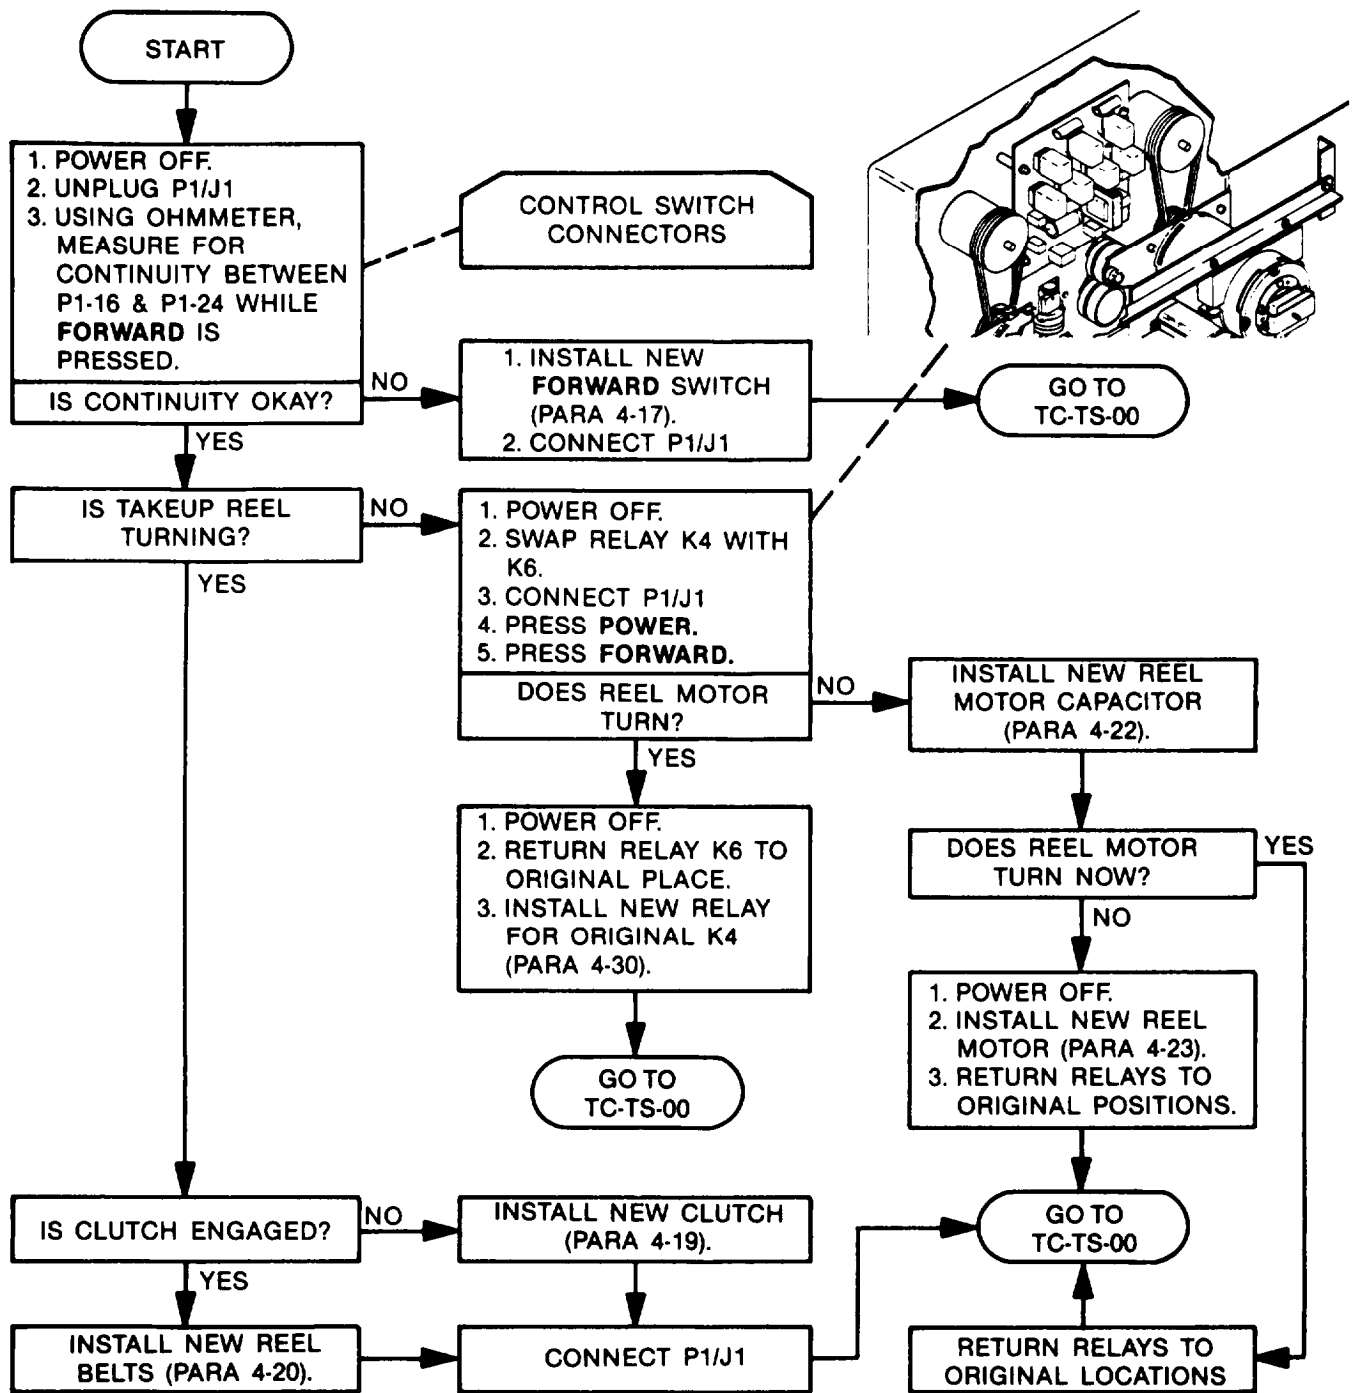 START
1. POWER OFF.
2. UNPLUG P1/J1
3. USING OHMMETER,
MEASURE FOR
CONTINUITY BETWEEN
P1-16 & P1-24 WHILE
FORWARD IS
PRESSED.
IS CONTINUITY OKAY?
CONTROL SWITCH
CONNECTORS
NO
1. INSTALL NEW
FORWARD SWITCH
(PARA 4-17).
2. CONNECT P1/J1
GO TO
TC-TS-00
YES
IS TAKEUP REEL
TURNING?
NO
1. POWER OFF.
2. SWAP RELAY K4 WITH
K6.
3. CONNECT P1/J1
4. PRESS POWER.
5. PRESS FORWARD.
DOES REEL MOTOR
TURN?
YES
NO
INSTALL NEW REEL
MOTOR CAPACITOR
(PARA 4-22).
YES
1. POWER OFF.
2. RETURN RELAY K6 TO
ORIGINAL PLACE.
3. INSTALL NEW RELAY
FOR ORIGINAL K4
(PARA 4-30).
GO TO
TC-TS-00
DOES REEL MOTOR
TURN NOW?
YES
NO
1. POWER OFF.
2. INSTALL NEW REEL
MOTOR (PARA 4-23).
3. RETURN RELAYS TO
ORIGINAL POSITIONS.
IS CLUTCH ENGAGED?
NO
INSTALL NEW CLUTCH
(PARA 4-19).
GO TO
TC-TS-00
YES
INSTALL NEW REEL
BELTS (PARA 4-20).
CONNECT P1/J1
RETURN RELAYS TO
ORIGINAL LOCATIONS